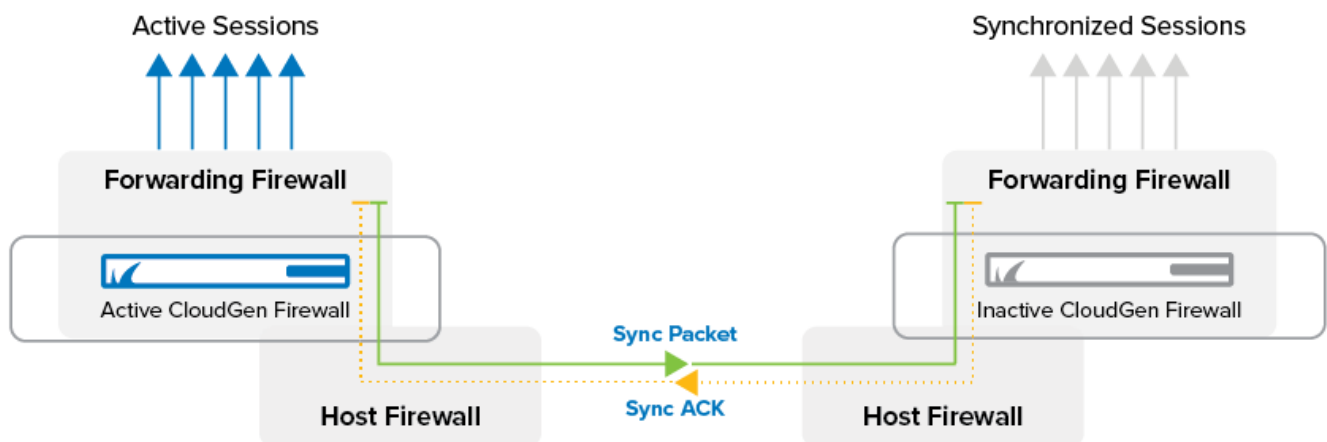 Active Sessions
Synchronized Sessions
Forwarding Firewall
Forwarding Firewall
Active CloudGen Firewall
Inactive CloudGen Firewall
Sync Packet
Sync ACK
Host Firewall
Host Firewall